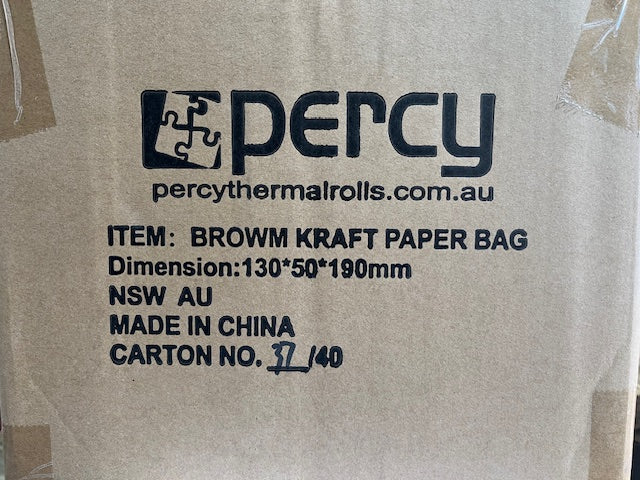 percy
percythermalrolls.com.au
ITEM: BROWM KRAFT PAPER BAG
Dimension:130*50*190mm
NSW AU
MADE IN CHINA
CARTON NO. 37/40